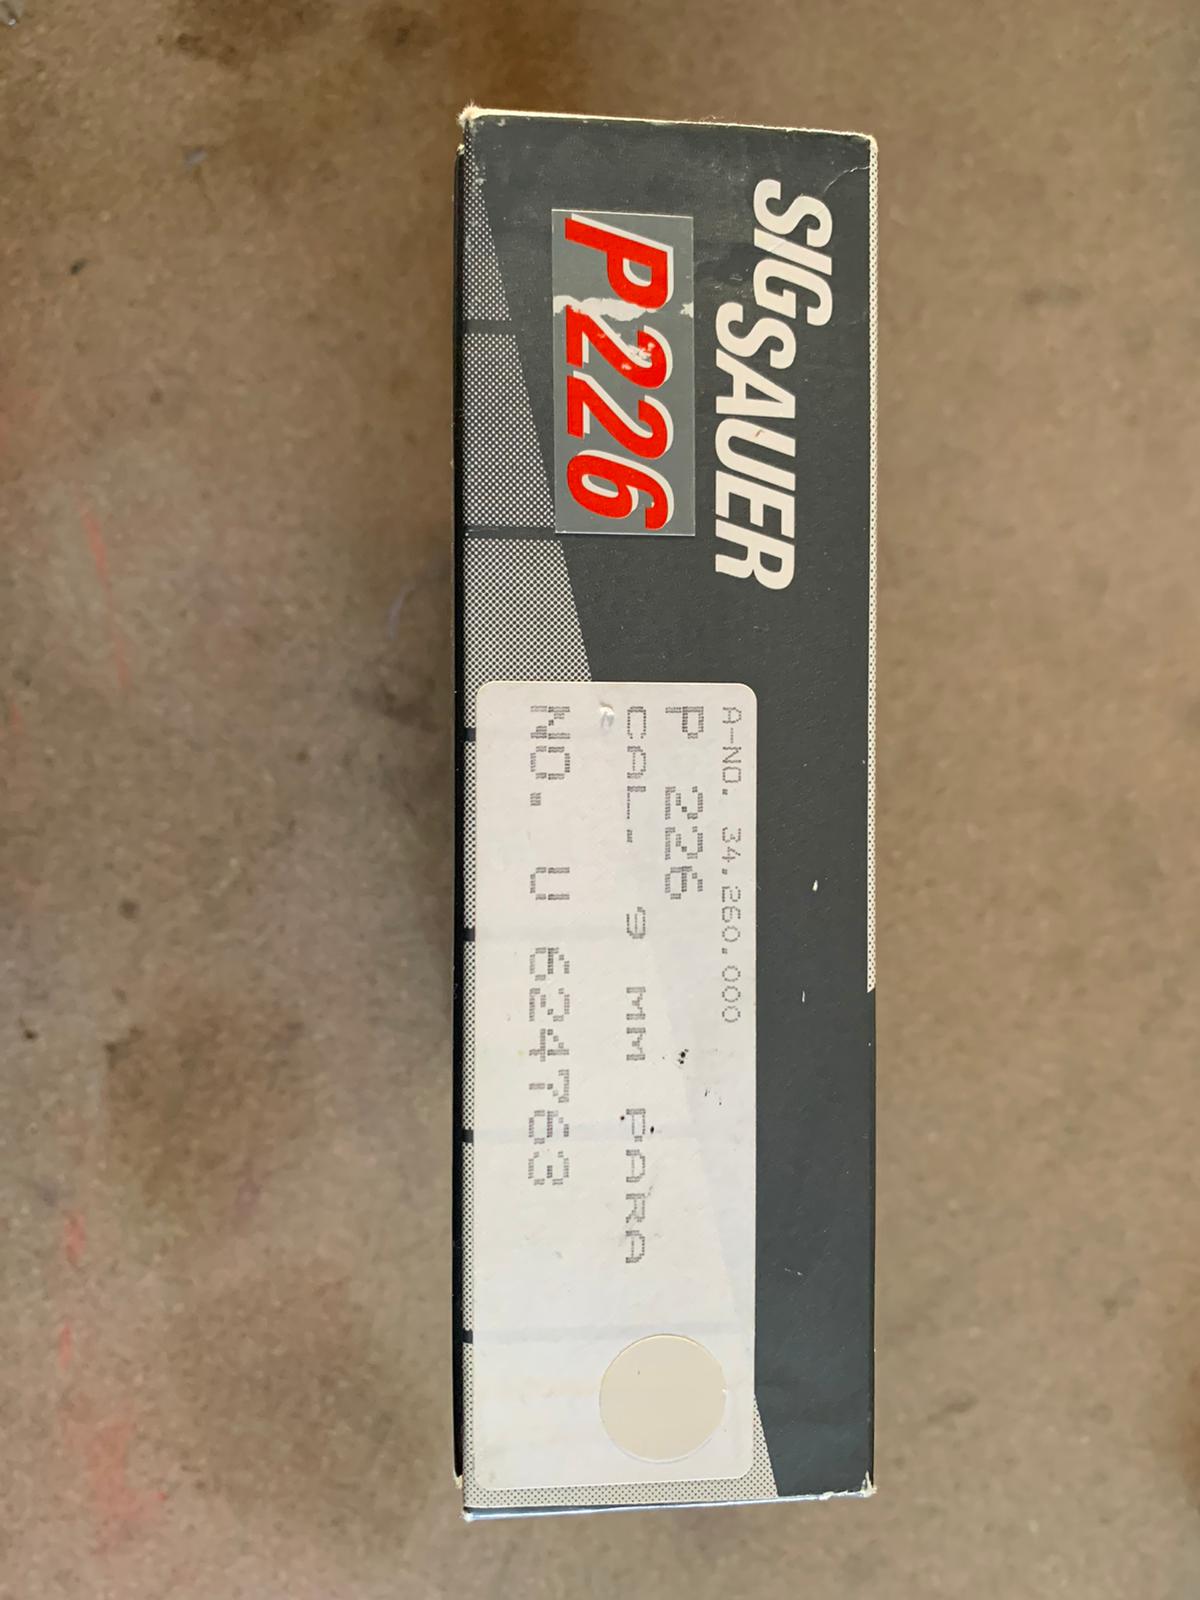 SIGSAUER
P226
A-NO. 34.260.000
P 226
CAL. 9 MM PARA
NO. U 624763